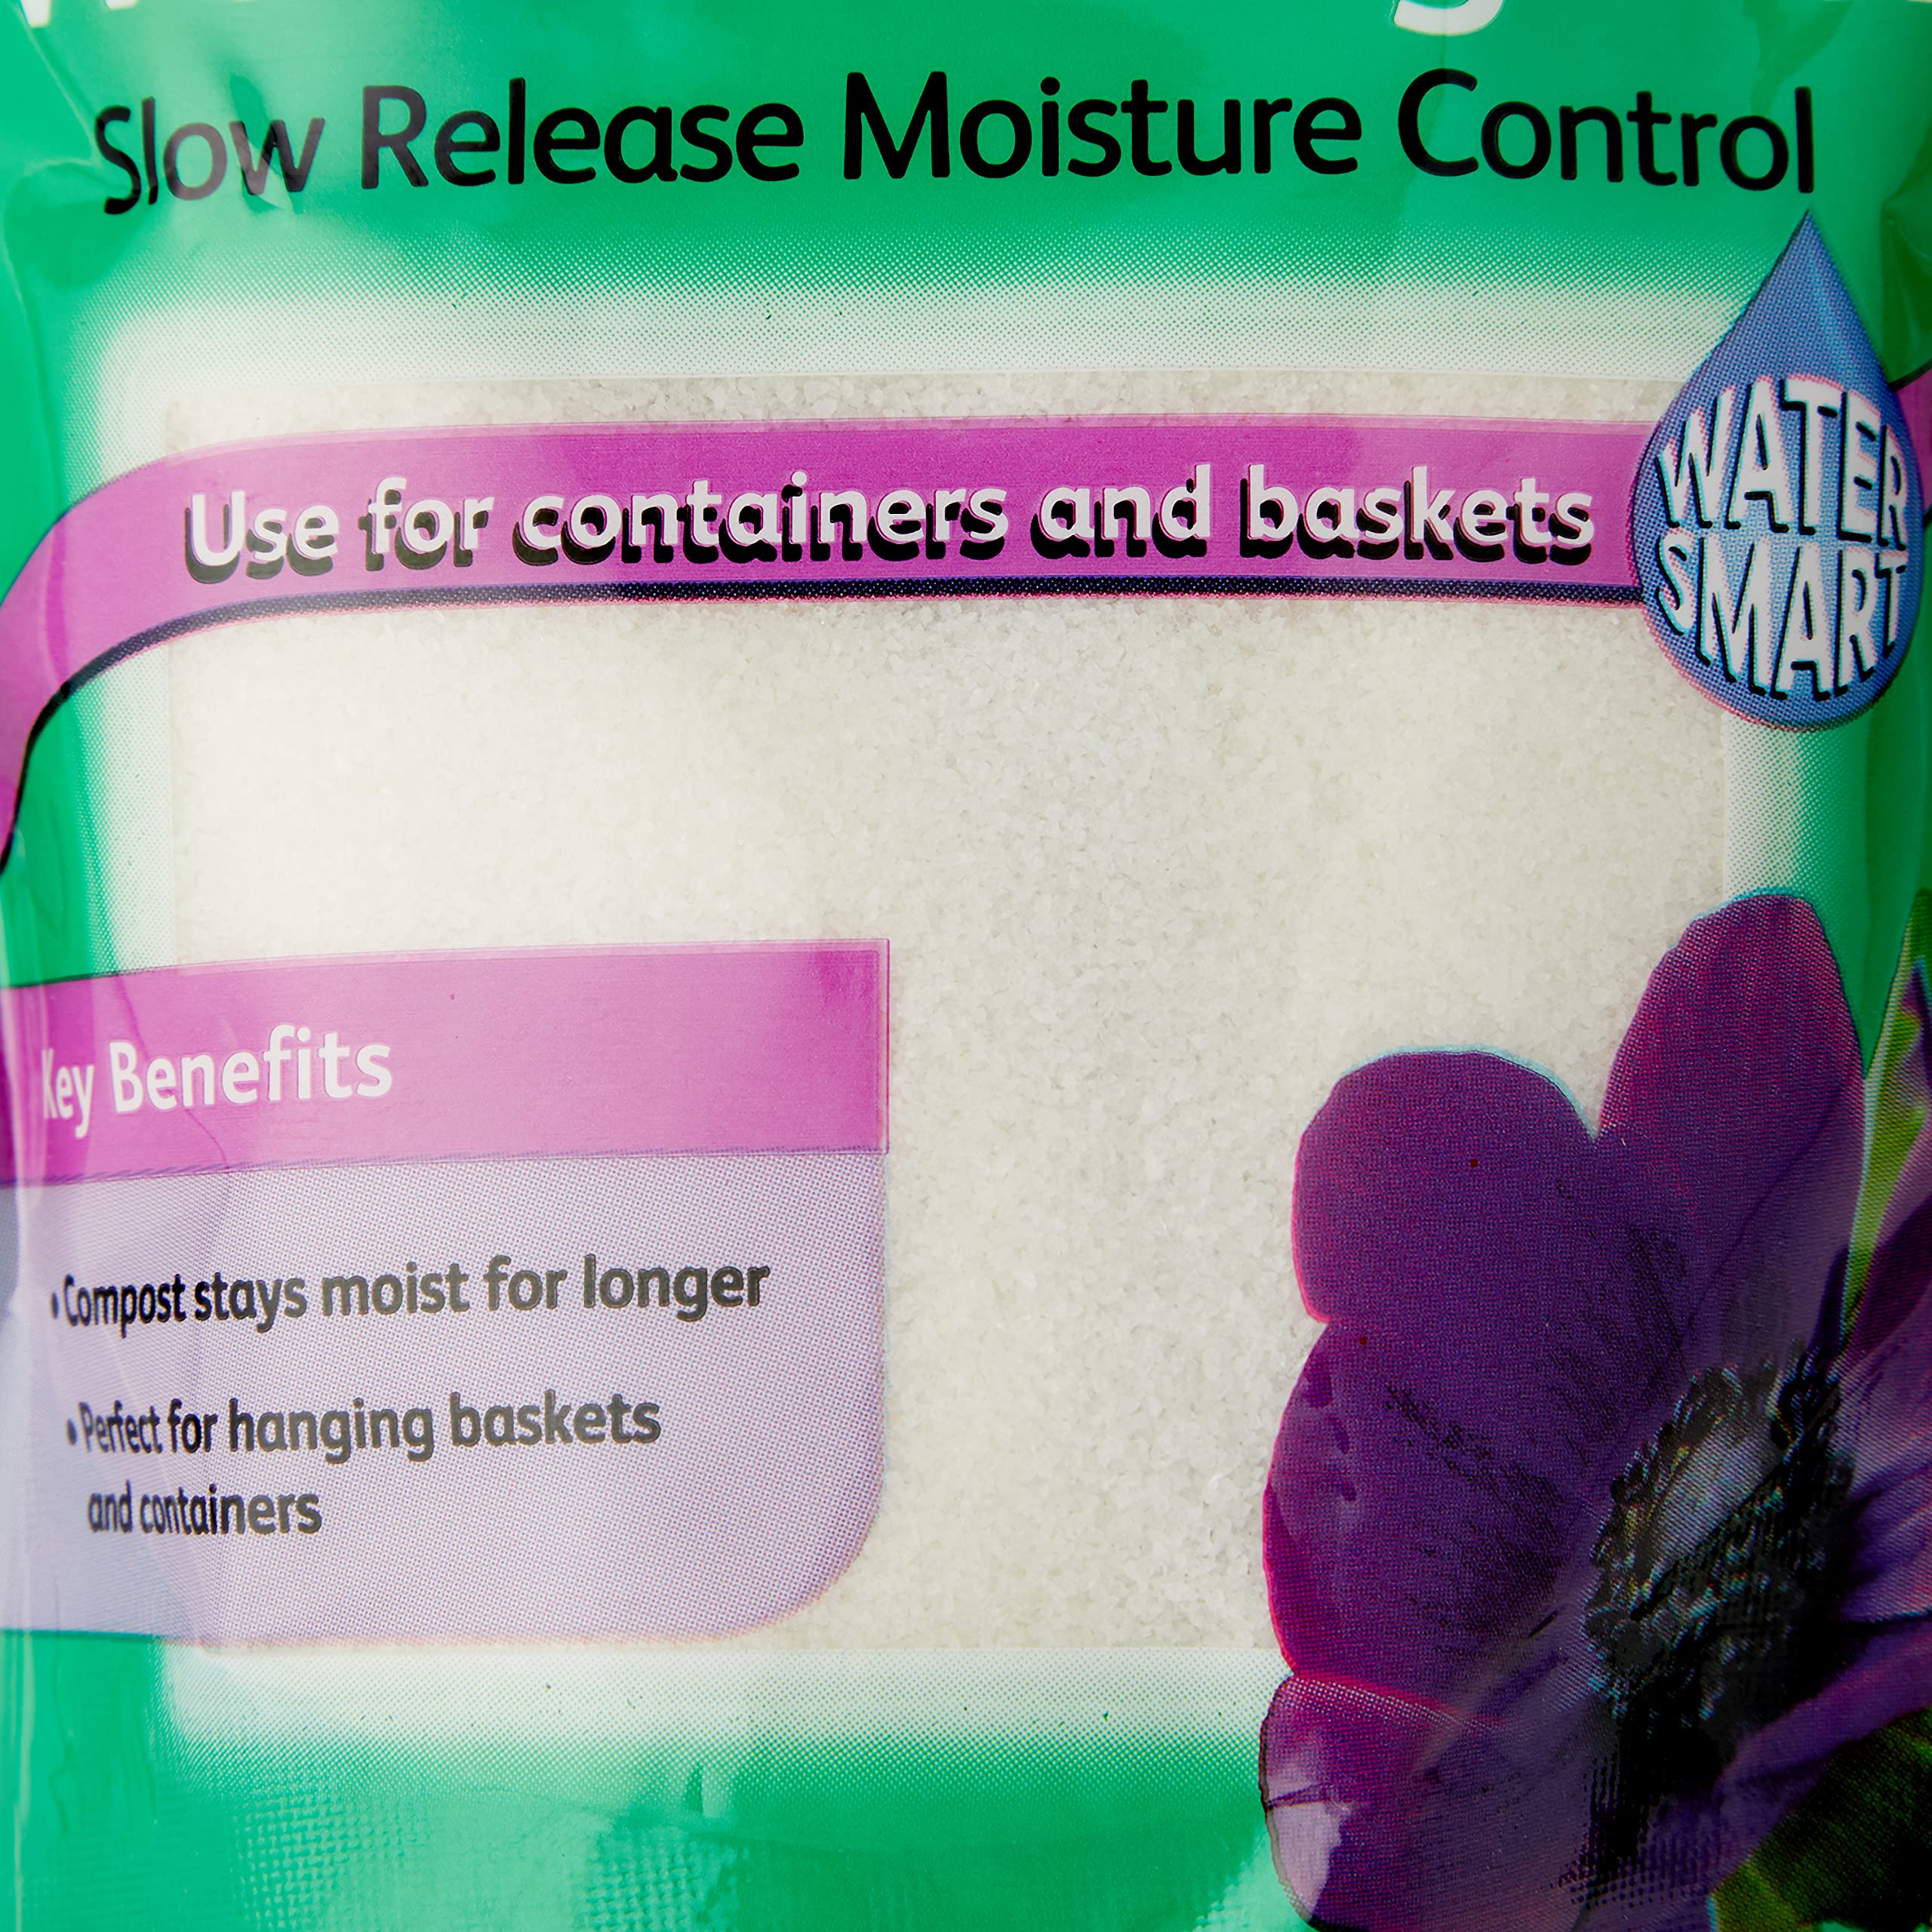 Slow Release Moisture Control
Use for containers and baskets
WATER
SMART
Key Benefits
• Compost stays moist for longer
• Perfect for hanging baskets
and containers